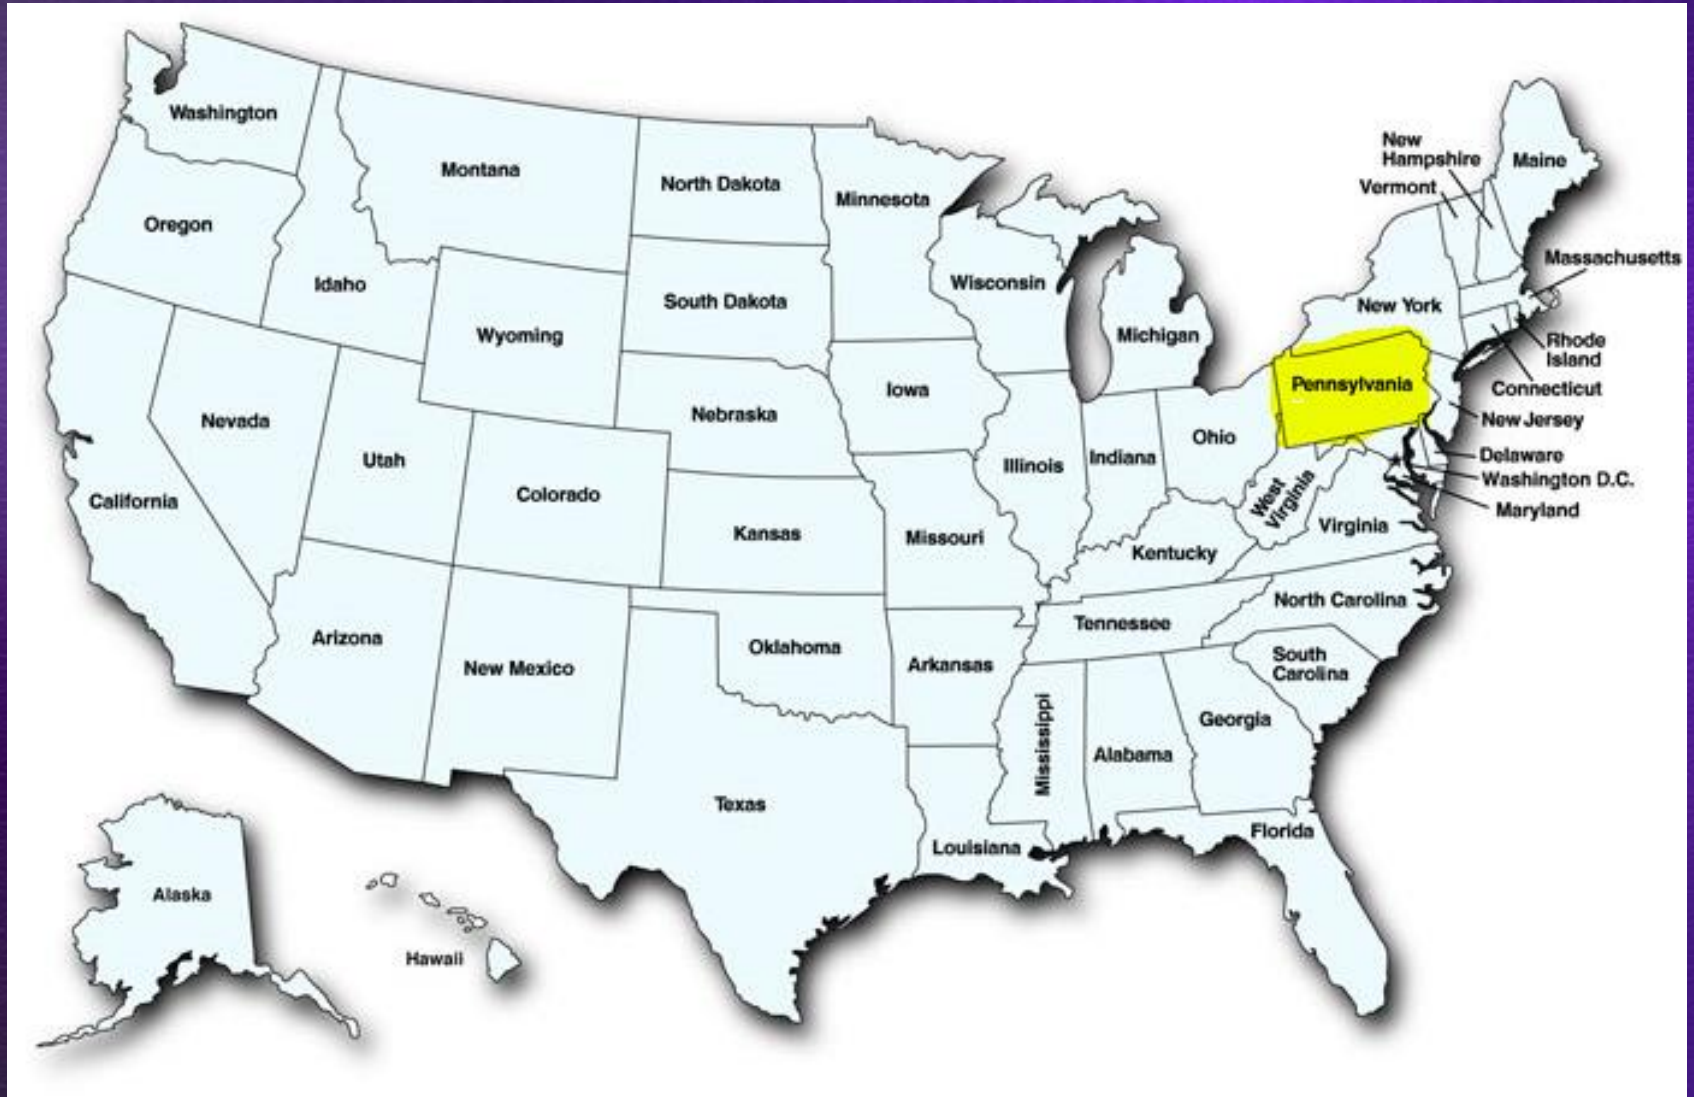 Washington
Montana
North Dakota
Minnesota
New
Hampshire
Vermont
Maine
Oregon
Idaho
Wyoming
South Dakota
Wisconsin
Michigan
New York
Massachusetts
Rhode
Island
Connecticut
Pennsylvania
New Jersey
Delaware
Washington D.C.
Maryland
Nevada
Utah
Colorado
Nebraska
Iowa
Illinois
Indiana
Ohio
West
Virginia
Virginia
California
Kansas
Missouri
Kentucky
Arizona
New Mexico
Oklahoma
Arkansas
Tennessee
North Carolina
South
Carolina
Texas
Louisiana
Mississippi
Alabama
Georgia
Florida
Alaska
Hawaii